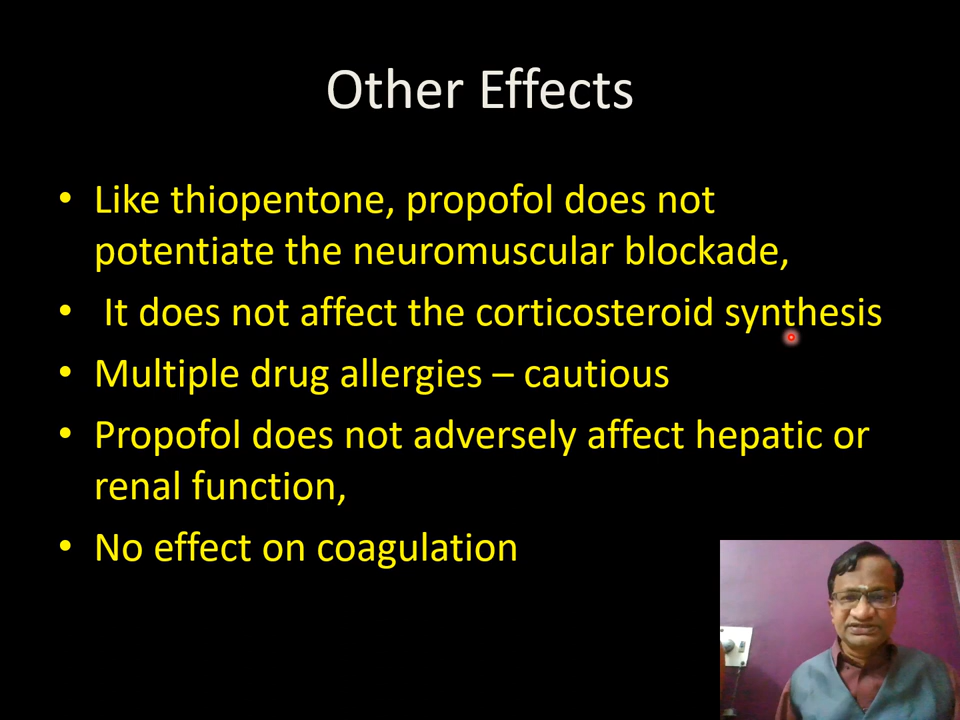 Other Effects
• Like thiopentone, propofol does not
potentiate the neuromuscular blockade,
• It does not affect the corticosteroid synthesis
• Multiple drug allergies – cautious
• Propofol does not adversely affect hepatic or
renal function,
• No effect on coagulation